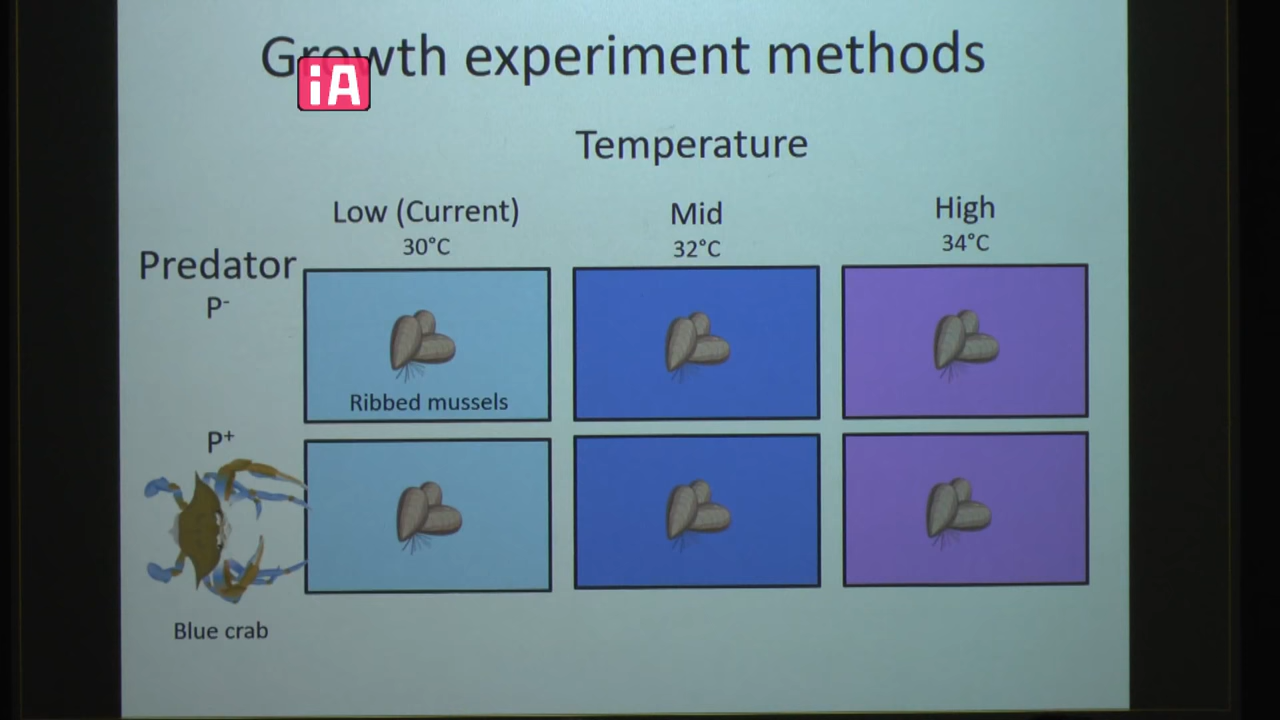 Growth experiment methods
iA
Temperature
Low (Current)
Mid
High
30°C
32°C
34°C
Predator
P-
Ribbed mussels
P+
Blue crab